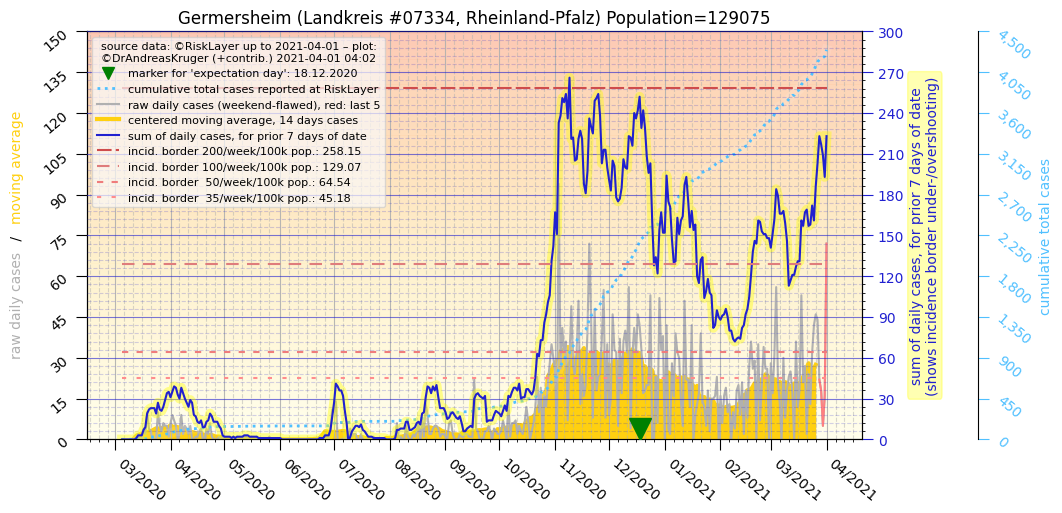 Germersheim (Landkreis #07334, Rheinland-Pfalz) Population=129075
source data: ©RiskLayer up to 2021-04-01 – plot:
©DrAndreasKruger (+contrib.) 2021-04-01 04:02
marker for 'expectation day': 18.12.2020
cumulative total cases reported at RiskLayer
raw daily cases (weekend-flawed), red: last 5
centered moving average, 14 days cases
sum of daily cases, for prior 7 days of date
incid. border 200/week/100k pop.: 258.15
incid. border 100/week/100k pop.: 129.07
incid. border  50/week/100k pop.: 64.54
incid. border  35/week/100k pop.: 45.18
raw daily cases / moving average
150
135
120
105
90
75
60
45
30
15
0
03/2020
04/2020
05/2020
06/2020
07/2020
08/2020
09/2020
10/2020
11/2020
12/2020
01/2021
02/2021
03/2021
04/2021
300
270
240
210
180
150
120
90
60
30
0
sum of daily cases, for prior 7 days of date
(shows incidence border under-/overshooting)
4,500
4,050
3,600
3,150
2,700
2,250
1,800
1,350
900
450
0
cumulative total cases